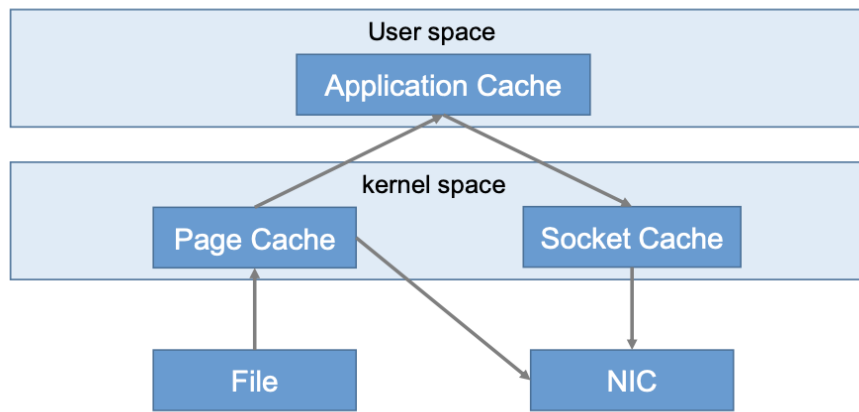 User space
Application Cache
kernel space
Page Cache
Socket Cache
File
NIC